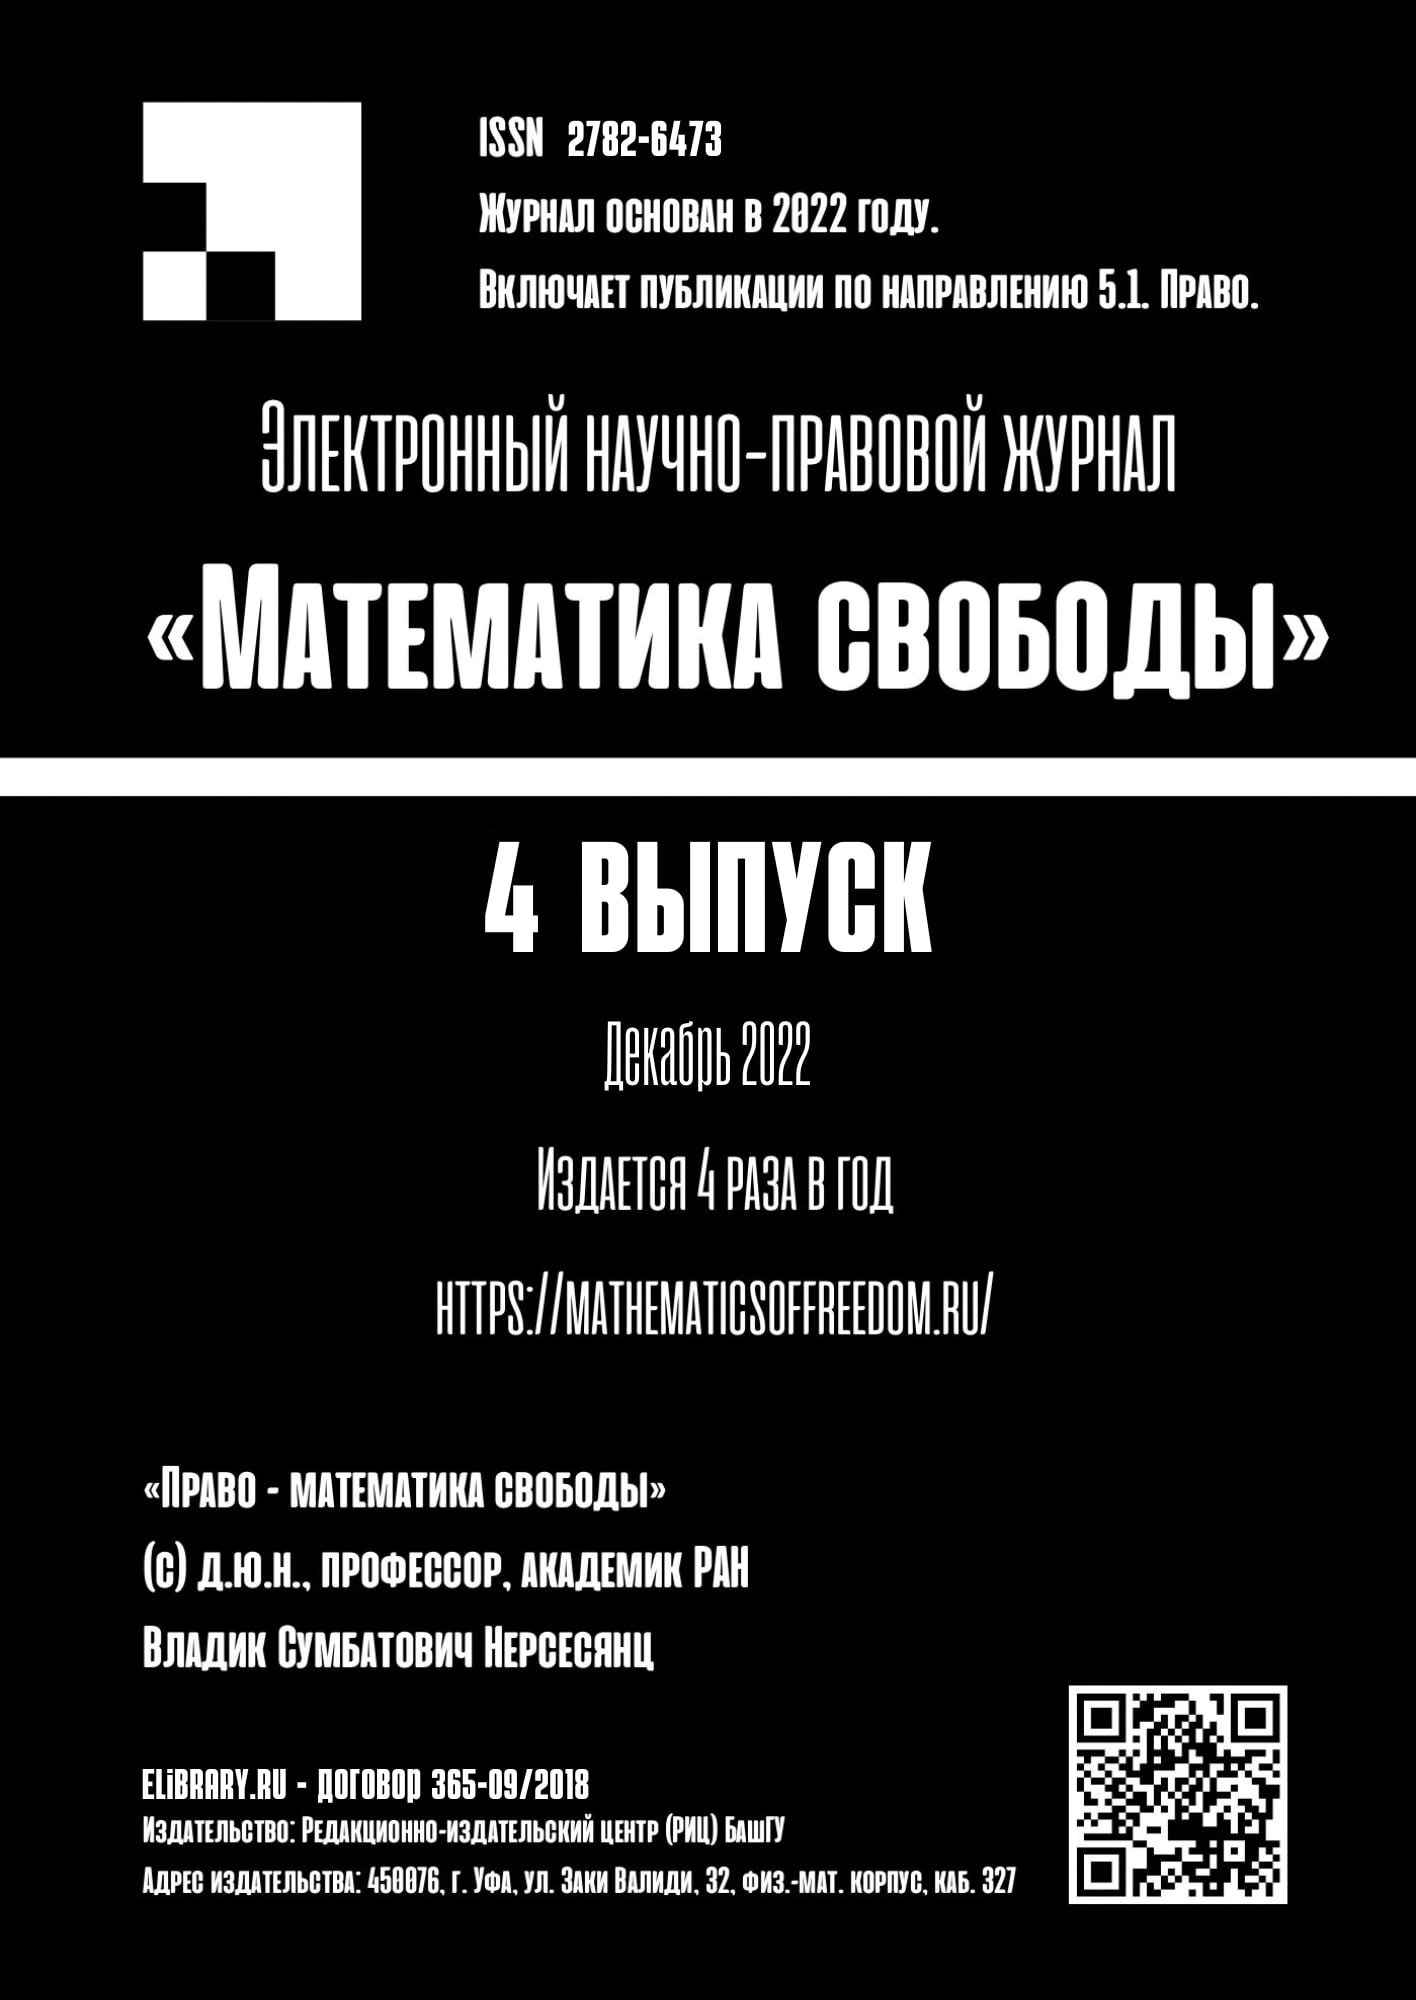 ISSN 2782-6473
Журнал основан в 2022 году.
Включает публикации по направлению 5.1. Право.
Электронный научно-правовой журнал
«Математика свободы»
4 выпуск
Декабрь 2022
Издается 4 раза в год
https://mathematicsoffreedom.ru/
«Право - математика свободы»
(с) д.ю.н., профессор, академик РАН
Владик Сумбатович Нерсесянц
ELiBRARY.RU - договор 365-09/2018
Издательство: Редакционно-издательский центр (РИЦ) БашГУ
Адрес издательства: 450076, г. Уфа, ул. Заки Валиди, 32, физ.-мат. корпус, каб. 327